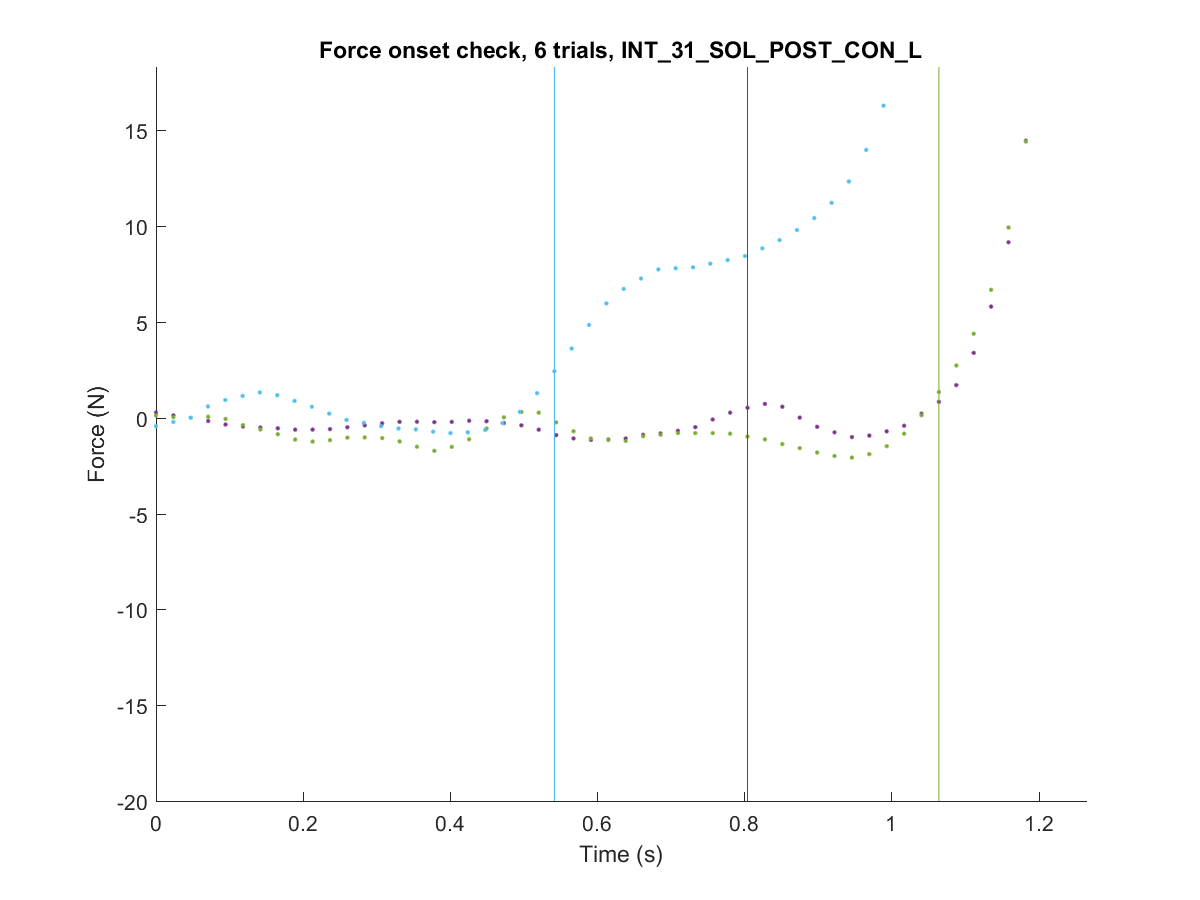 Force onset check, 6 trials, INT_31_SOL_POST_CON_L
15
10
5
0
-5
-10
-15
-20
Force (N)
0 0.2 0.4 0.6 0.8 1 1.2
Time (s)